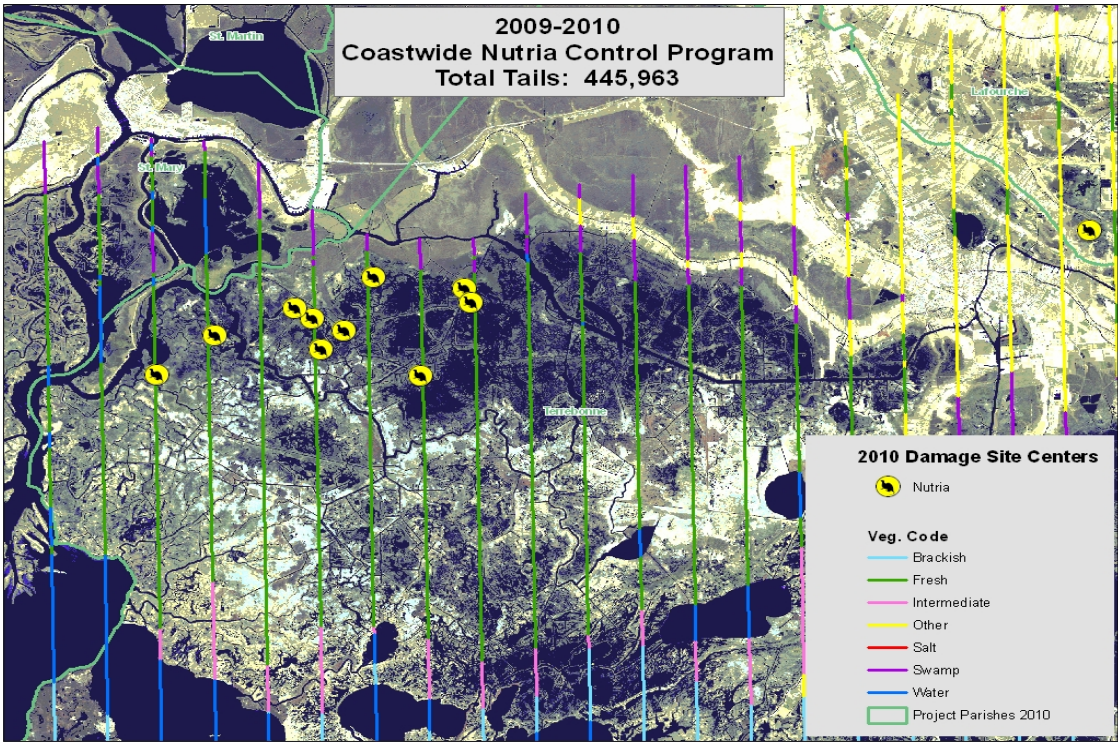 2009-2010
Coastwide Nutria Control Program
Total Tails: 445,963
St. Martin
Lafourche
St. Mary
Terrebonne
2010 Damage Site Centers
Nutria
Veg. Code
Brackish
Fresh
Intermediate
Other
Salt
Swamp
Water
Project Parishes 2010